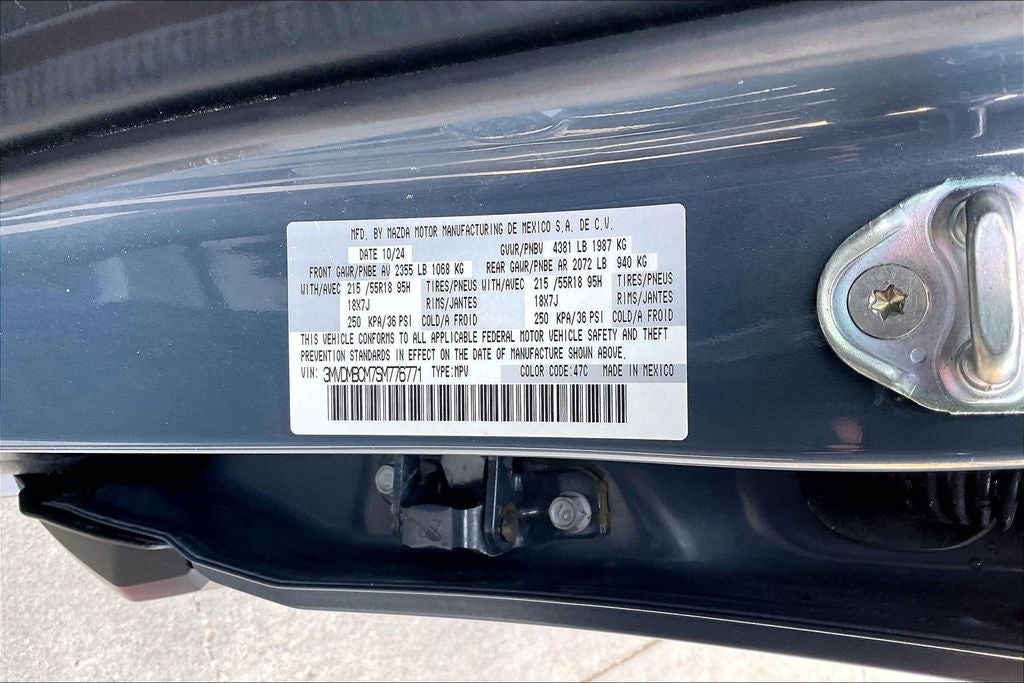 MFD. BY MAZDA MOTOR MANUFACTURING DE MEXICO S.A. DE C.V.
DATE 10/24 GVWR/PNBV 4381 LB 1987 KG
FRONT GAWR/PNBE AV 2355 LB 1068 KG REAR GAWR/PNBE AR 2072 LB 940 KG
WITH/AVEC 215 /55R18 95H TIRES/PNEUS WITH/AVEC 215 /55R18 95H TIRES/PNEUS
18X7J RIMS/JANTES 18X7J RIMS/JANTES
250 KPA/36 PSI COLD/A FROID 250 KPA/36 PSI COLD/A FROID
THIS VEHICLE CONFORMS TO ALL APPLICABLE FEDERAL MOTOR VEHICLE SAFETY AND THEFT
PREVENTION STANDARDS IN EFFECT ON THE DATE OF MANUFACTURE SHOWN ABOVE.
VIN: 3MVDMBCM7SM776771 TYPE:MPV COLOR CODE:47C MADE IN MEXICO